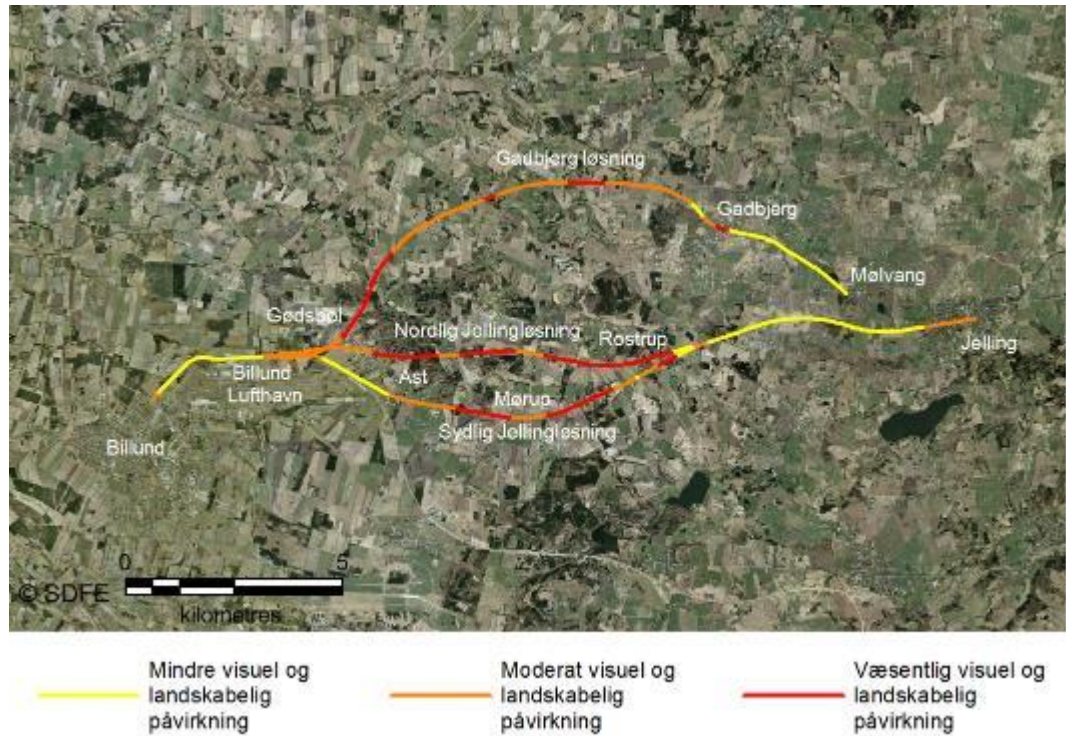 Gadbjerg løsning
Gadbjerg
Mølvang
Gødsbøl
Nordlig Jellingløsning
Rostrup
Jelling
Billund
Lufthavn
Åst
Mørup
Sydlig Jellingløsning
Billund
0 5
© SDFE
kilometres
Mindre visuel og
landskabelig
påvirkning
Moderat visuel og
landskabelig
påvirkning
Væsentlig visuel og
landskabelig
påvirkning